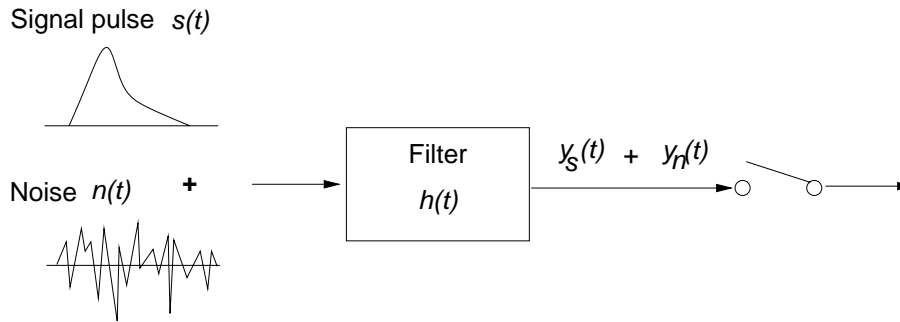 Signal pulse s(t)
Filter
h(t)
yₛ(t) + yₙ(t)
Noise n(t) +